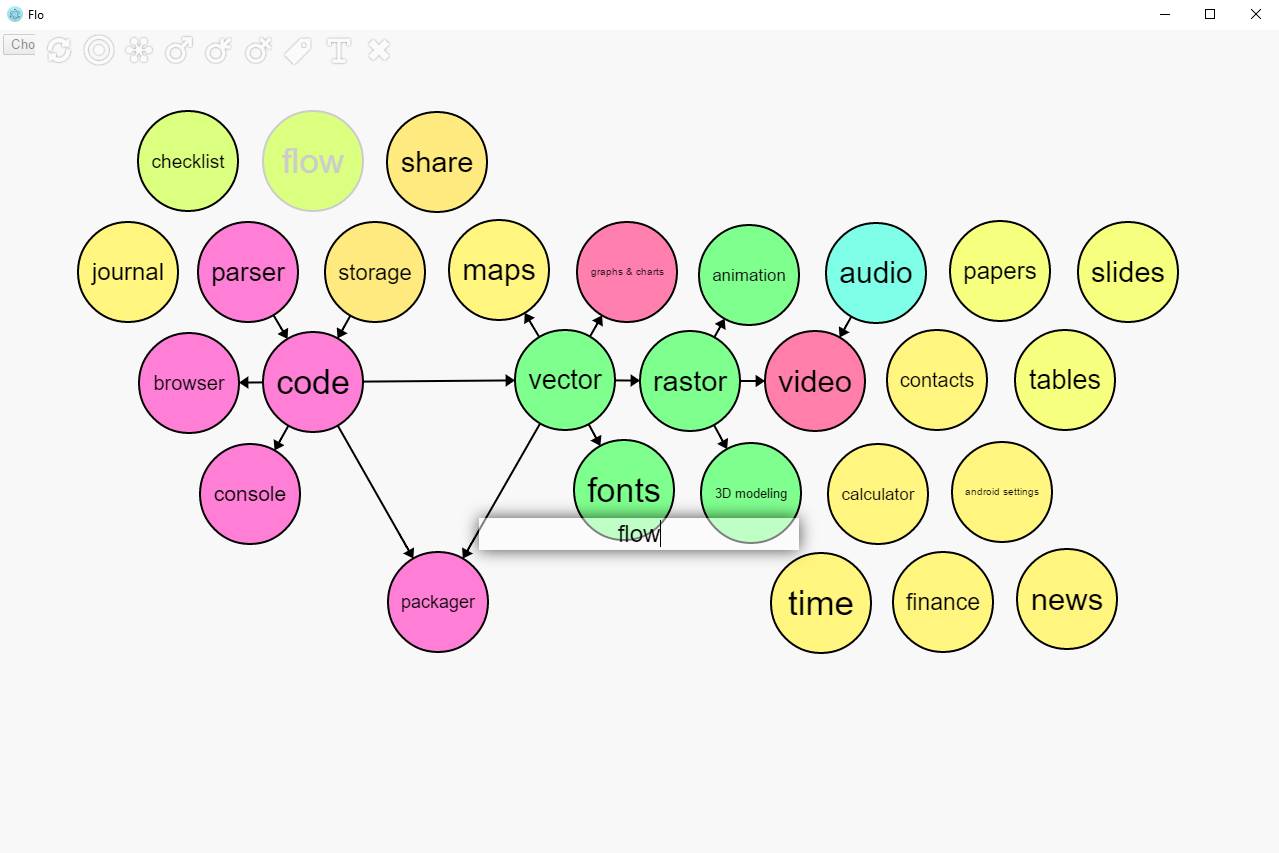 Flo
Cho
checklist
flow
share
journal
parser
storage
maps
graphs & charts
animation
audio
papers
slides
browser
code
vector
rastor
video
contacts
tables
console
fonts
3D modeling
calculator
android settings
flow
packager
time
finance
news